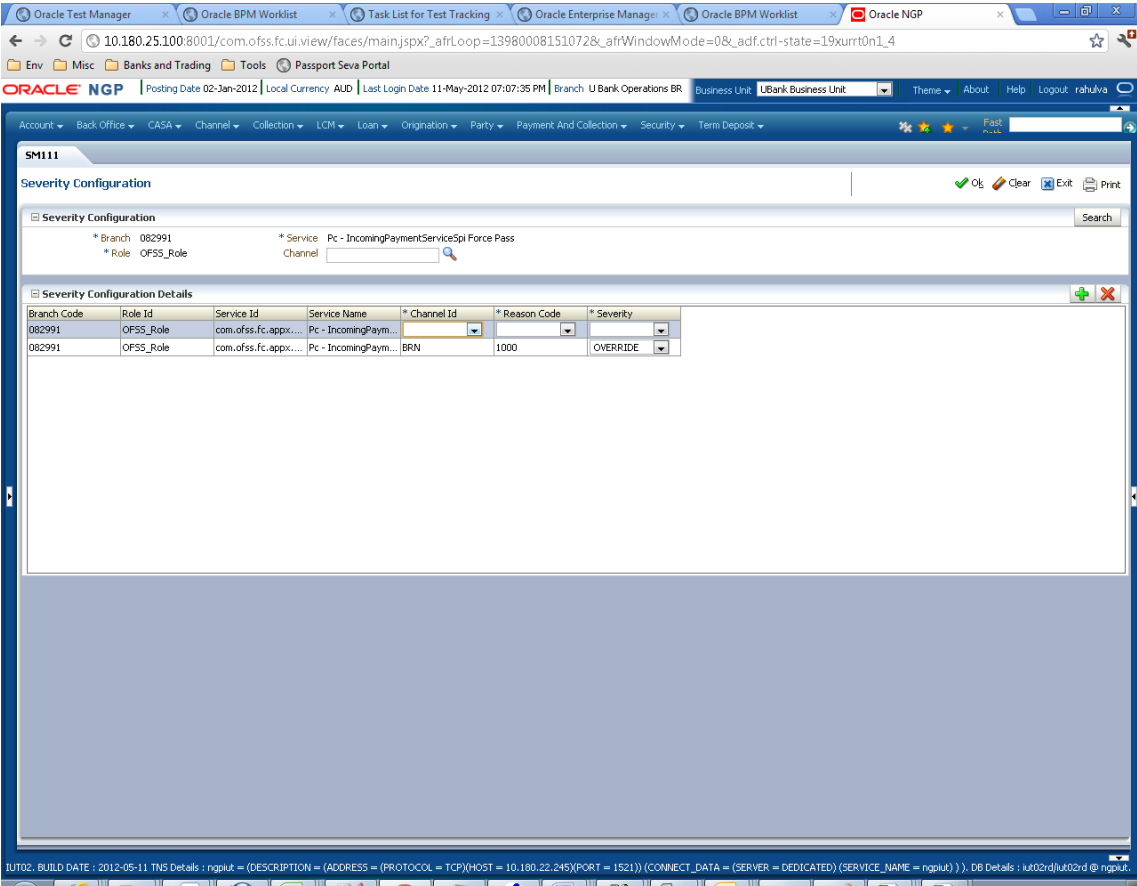 Oracle Test Manager × Oracle BPM Worklist × Task List for Test Tracking × Oracle Enterprise Manager × Oracle BPM Worklist × Oracle NGP ×
10.180.25.100:8001/com.ofss.fc.ui.view/faces/main.jspx?_afrLoop=13980008151072&_afrWindowMode=0&_adf.ctrl-state=19xurrt0n1_4
Env Misc Banks and Trading Tools Passport Seva Portal
ORACLE NGP Posting Date 02-Jan-2012 Local Currency AUD Last Login Date 11-May-2012 07:07:35 PM Branch U Bank Operations BR Business Unit UBank Business Unit Theme About Help Logout rahulva
Account Back Office CASA Channel Collection LCM Loan Origination Party Payment And Collection Security Term Deposit Fast
SM111
Severity Configuration Ok Clear Exit Print
Severity Configuration Search
* Branch 082991 * Service Pc - IncomingPaymentServiceSpi Force Pass
* Role OFSS_Role Channel
Severity Configuration Details
Branch Code Role Id Service Id Service Name * Channel Id * Reason Code * Severity
082991 OFSS_Role com.ofss.fc.appx.... Pc - IncomingPaym...
082991 OFSS_Role com.ofss.fc.appx.... Pc - IncomingPaym... BRN 1000 OVERRIDE
IUT02. BUILD DATE : 2012-05-11 TNS Details : ngpiut = (DESCRIPTION = (ADDRESS = (PROTOCOL = TCP)(HOST = 10.180.22.245)(PORT = 1521)) (CONNECT_DATA = (SERVER = DEDICATED) (SERVICE_NAME = ngpiut) ) ). DB Details : iut02rd/iut02rd @ ngpiut.